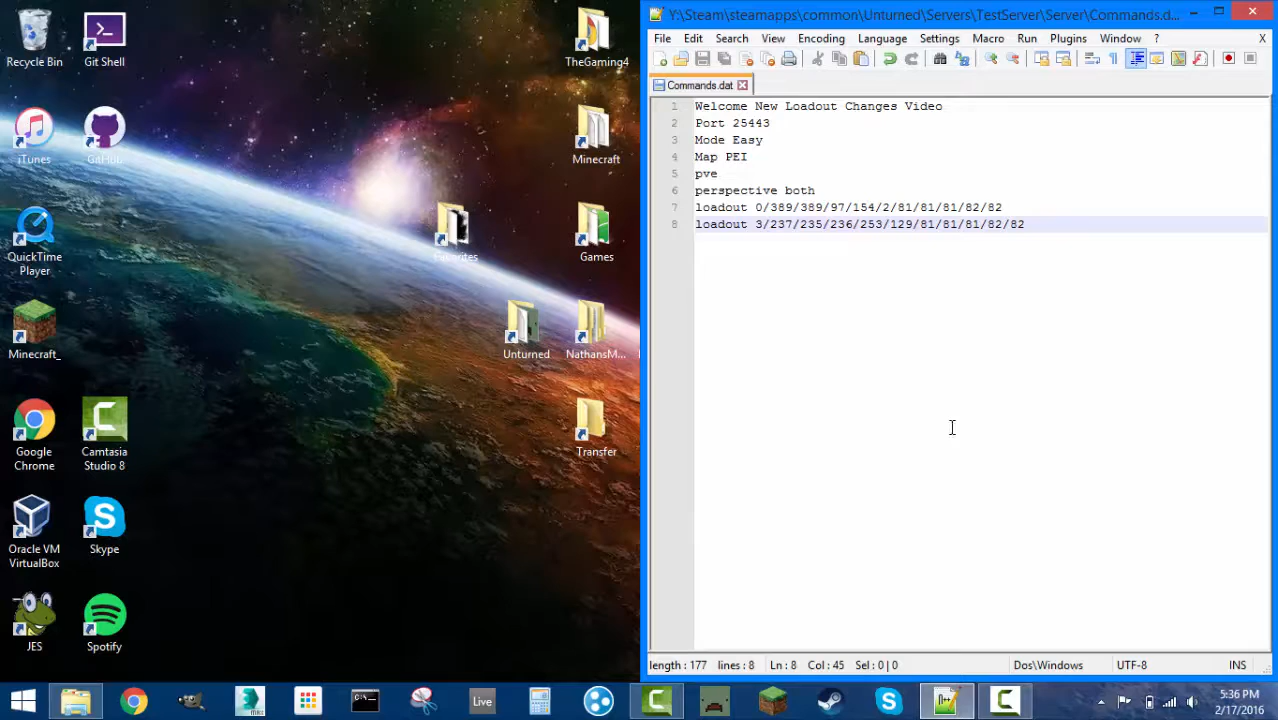 Recycle Bin
Git Shell
TheGaming4
iTunes
GitHub
Minecraft
QuickTime
Player
Favorites
Games
Minecraft_
Unturned
NathansM...
Google
Chrome
Camtasia
Studio 8
Transfer
Oracle VM
VirtualBox
Skype
JES
Spotify
Y:\Steam\steamapps\common\Unturned\Servers\TestServer\Server\Commands.d...
File Edit Search View Encoding Language Settings Macro Run Plugins Window ? X
Commands.dat
1 Welcome New Loadout Changes Video
2 Port 25443
3 Mode Easy
4 Map PEI
5 pve
6 perspective both
7 loadout 0/389/389/97/154/2/81/81/81/82/82
8 loadout 3/237/235/236/253/129/81/81/81/82/82
length : 177 lines : 8 Ln : 8 Col : 45 Sel : 0 | 0 Dos\Windows UTF-8 INS
Live
5:36 PM
2/17/2016